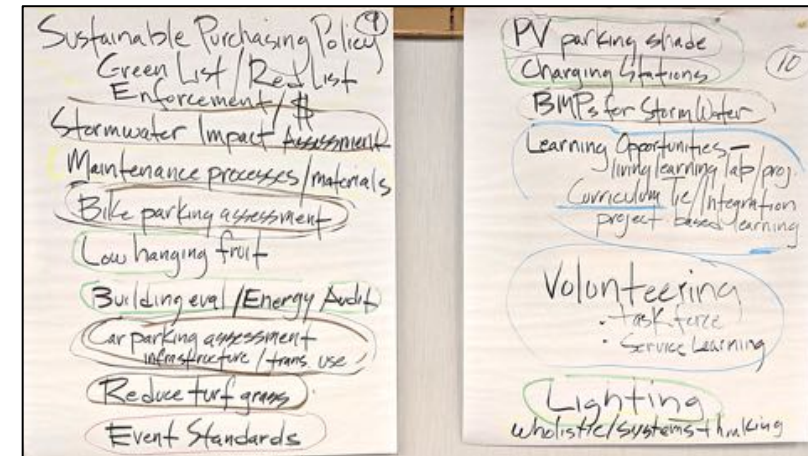 Sustainable Purchasing Policy 9
Green List / Red List
Enforcement / $
Stormwater Impact Assessment
Maintenance processes/materials
Bike parking assessment
Low hanging fruit
Building eval / Energy Audit
Car parking assessment
infrastructure / trans. use
Reduce turf grass
Event Standards
PV parking shade
Charging Stations 10
BMPs for Storm Water
Learning Opportunities –
living learning lab/proj.
Curriculum Tie/Integration
project based learning
Volunteering
• Task force
• Service Learning
Lighting
wholistic/systems thinking